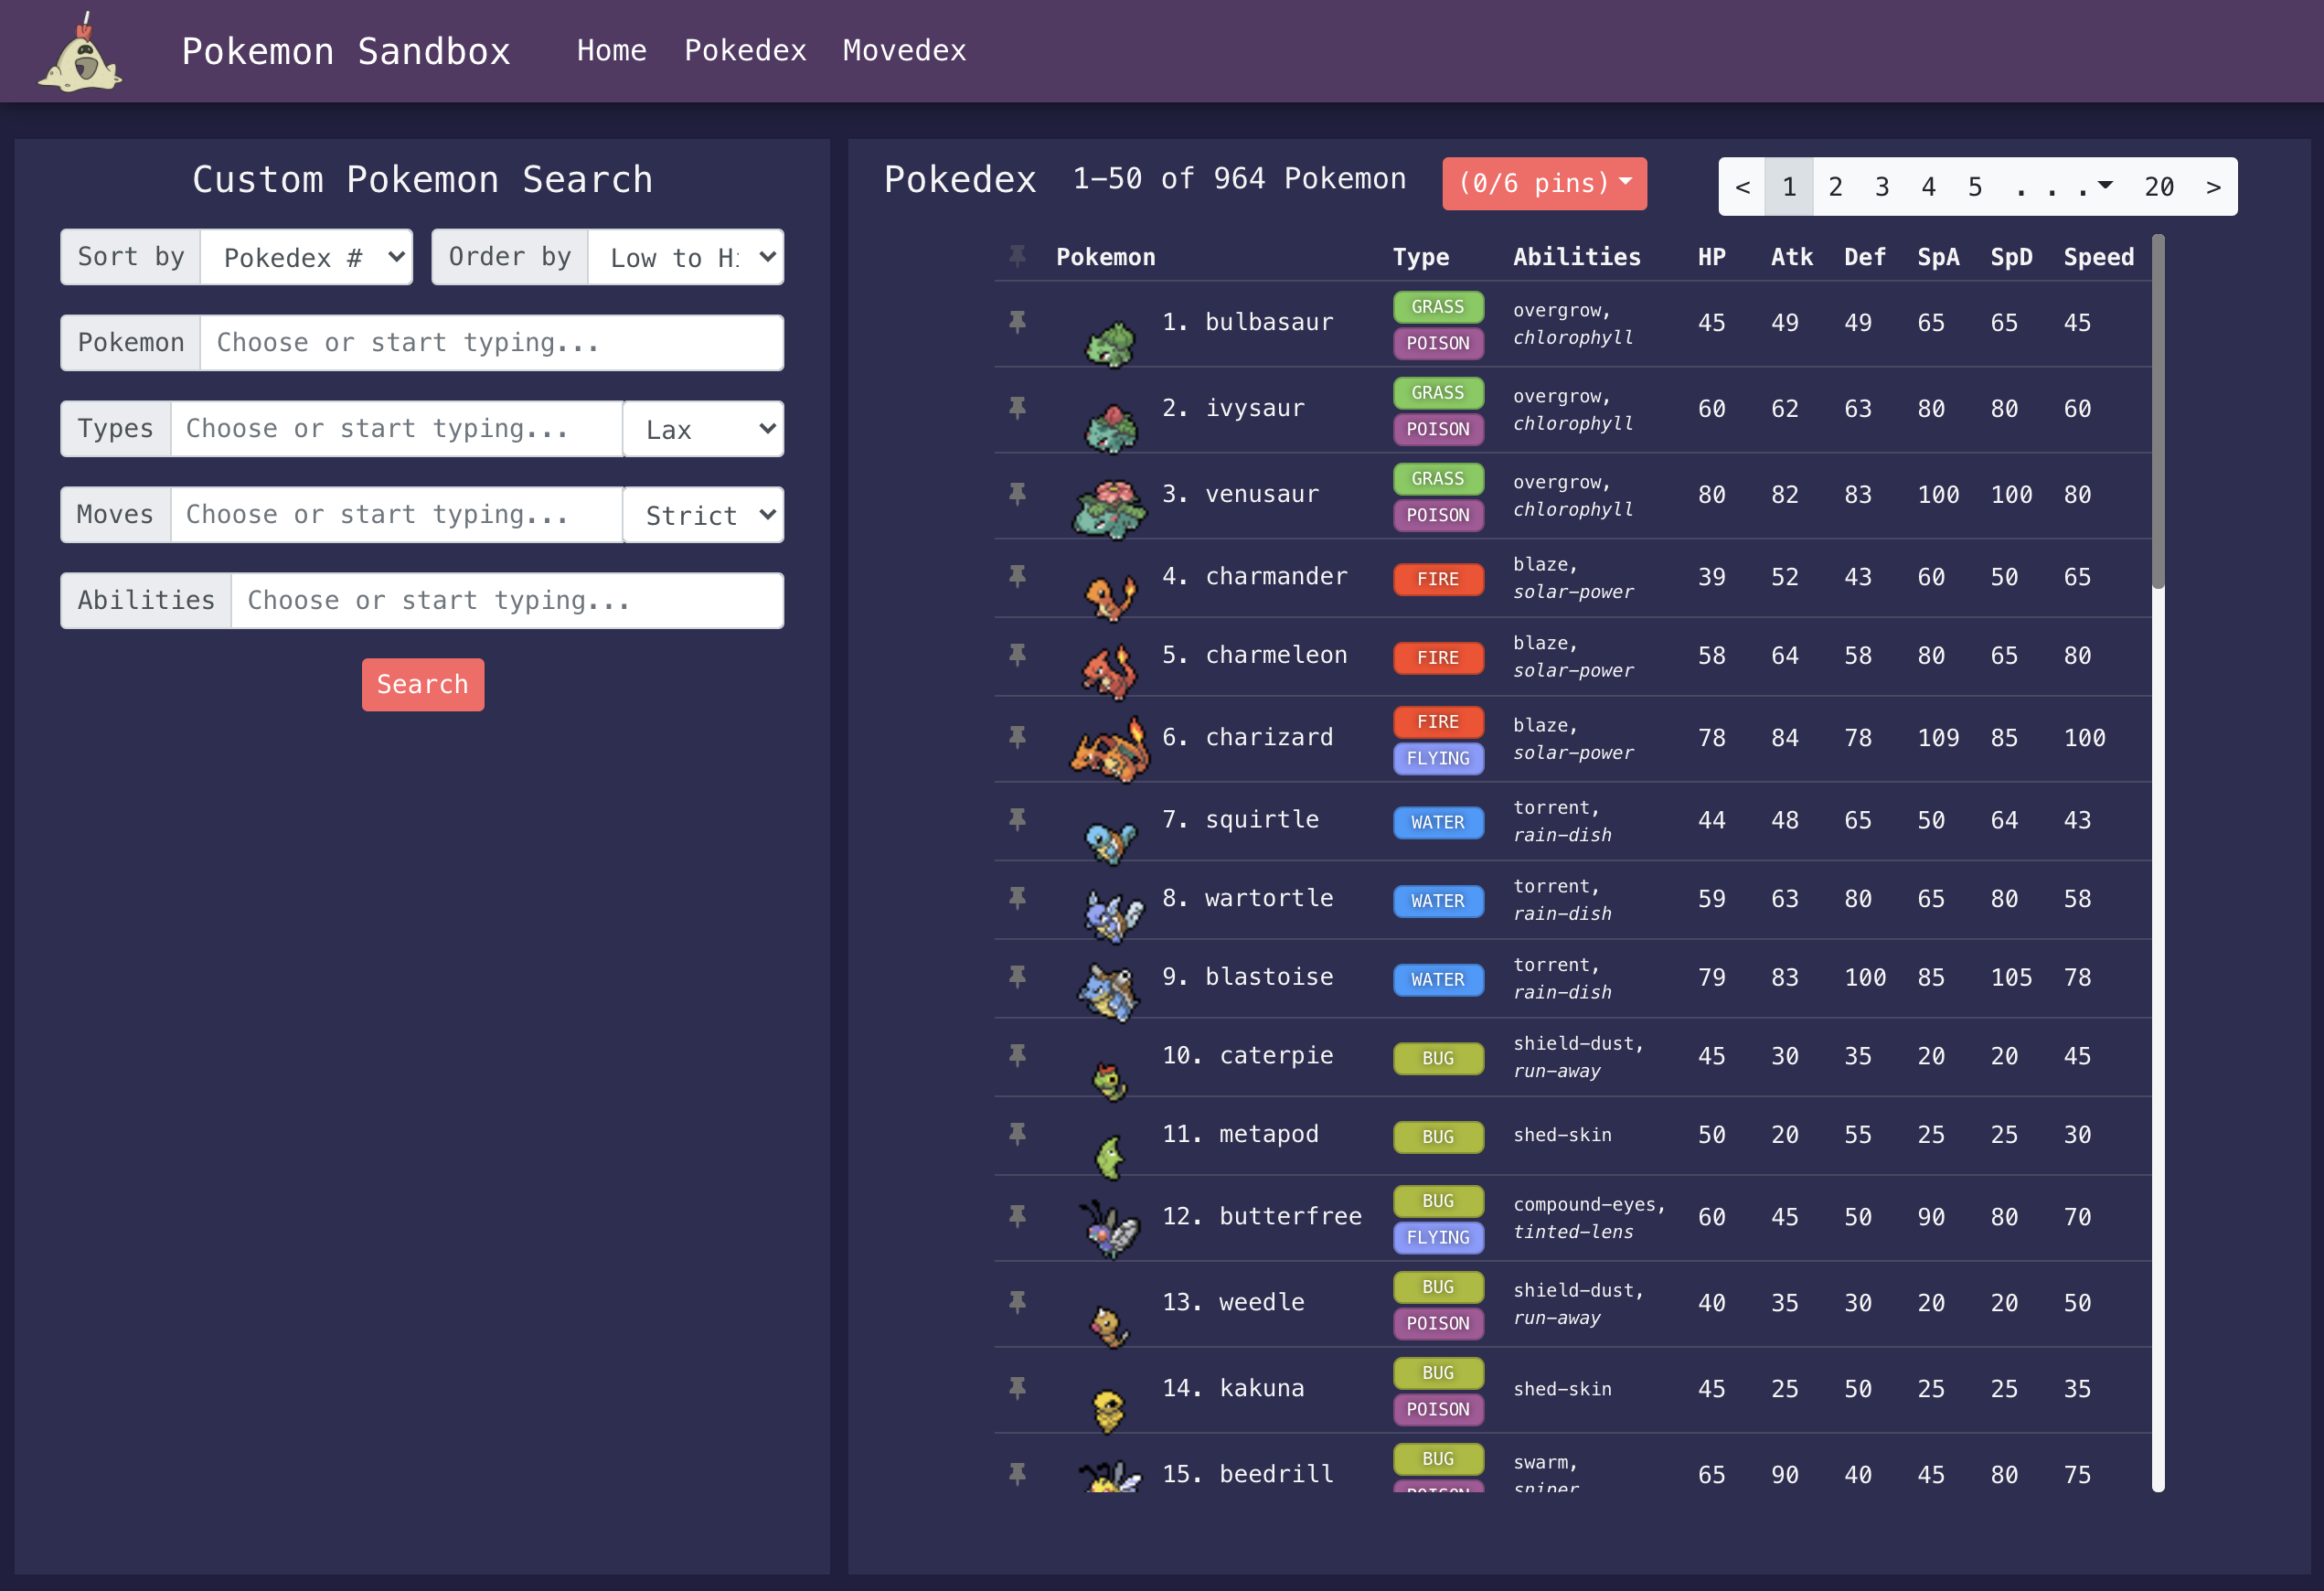 Pokemon Sandbox Home Pokedex Movedex
Custom Pokemon Search
Sort by Pokedex # Order by Low to Hi
Pokemon Choose or start typing...
Types Choose or start typing... Lax
Moves Choose or start typing... Strict
Abilities Choose or start typing...
Search
Pokedex 1-50 of 964 Pokemon (0/6 pins) < 1 2 3 4 5 . . . 20 >
Pokemon Type Abilities HP Atk Def SpA SpD Speed
1. bulbasaur GRASS POISON overgrow, chlorophyll 45 49 49 65 65 45
2. ivysaur GRASS POISON overgrow, chlorophyll 60 62 63 80 80 60
3. venusaur GRASS POISON overgrow, chlorophyll 80 82 83 100 100 80
4. charmander FIRE blaze, solar-power 39 52 43 60 50 65
5. charmeleon FIRE blaze, solar-power 58 64 58 80 65 80
6. charizard FIRE FLYING blaze, solar-power 78 84 78 109 85 100
7. squirtle WATER torrent, rain-dish 44 48 65 50 64 43
8. wartortle WATER torrent, rain-dish 59 63 80 65 80 58
9. blastoise WATER torrent, rain-dish 79 83 100 85 105 78
10. caterpie BUG shield-dust, run-away 45 30 35 20 20 45
11. metapod BUG shed-skin 50 20 55 25 25 30
12. butterfree BUG FLYING compound-eyes, tinted-lens 60 45 50 90 80 70
13. weedle BUG POISON shield-dust, run-away 40 35 30 20 20 50
14. kakuna BUG POISON shed-skin 45 25 50 25 25 35
15. beedrill BUG POISON swarm, sniper 65 90 40 45 80 75